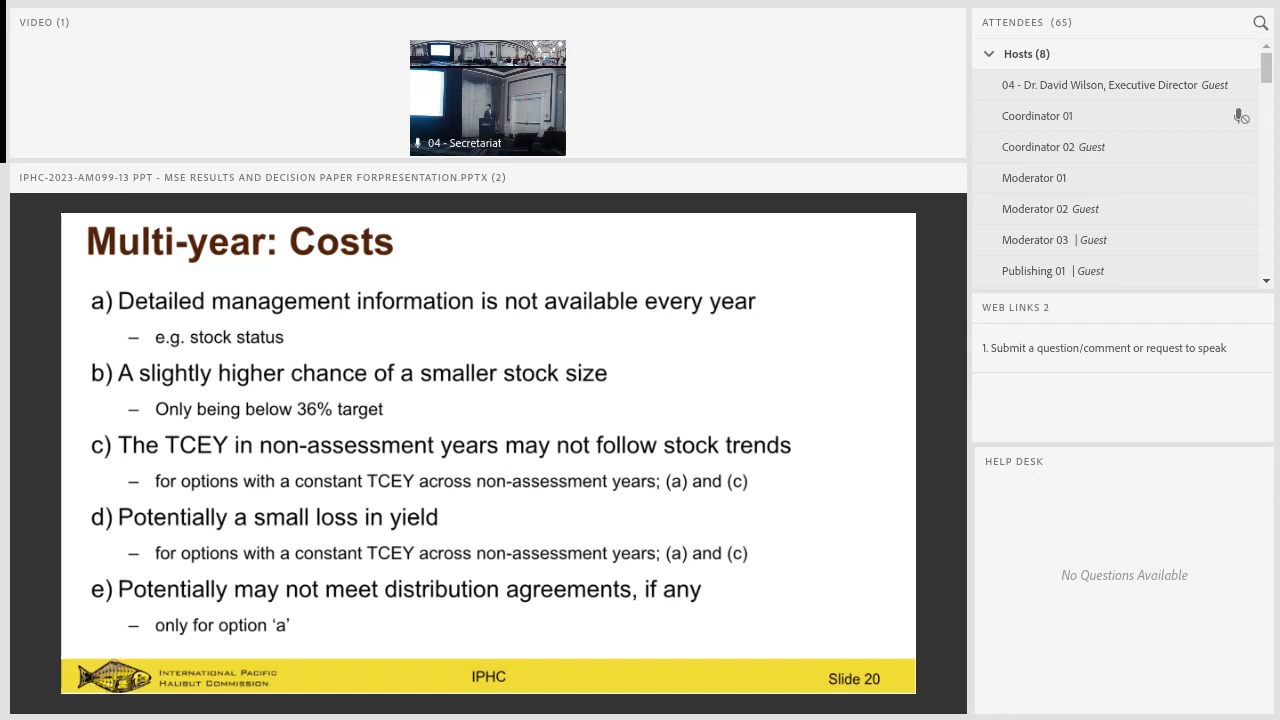 VIDEO (1)
04 - Secretariat
IPHC-2023-AM099-13 PPT - MSE RESULTS AND DECISION PAPER FORPRESENTATION.PPTX (2)
Multi-year: Costs
a) Detailed management information is not available every year
– e.g. stock status
b) A slightly higher chance of a smaller stock size
– Only being below 36% target
c) The TCEY in non-assessment years may not follow stock trends
– for options with a constant TCEY across non-assessment years; (a) and (c)
d) Potentially a small loss in yield
– for options with a constant TCEY across non-assessment years; (a) and (c)
e) Potentially may not meet distribution agreements, if any
– only for option ‘a’
INTERNATIONAL PACIFIC
HALIBUT COMMISSION
IPHC
Slide 20
ATTENDEES (65)
Hosts (8)
04 - Dr. David Wilson, Executive Director Guest
Coordinator 01
Coordinator 02 Guest
Moderator 01
Moderator 02 Guest
Moderator 03 | Guest
Publishing 01 | Guest
WEB LINKS 2
1. Submit a question/comment or request to speak
HELP DESK
No Questions Available